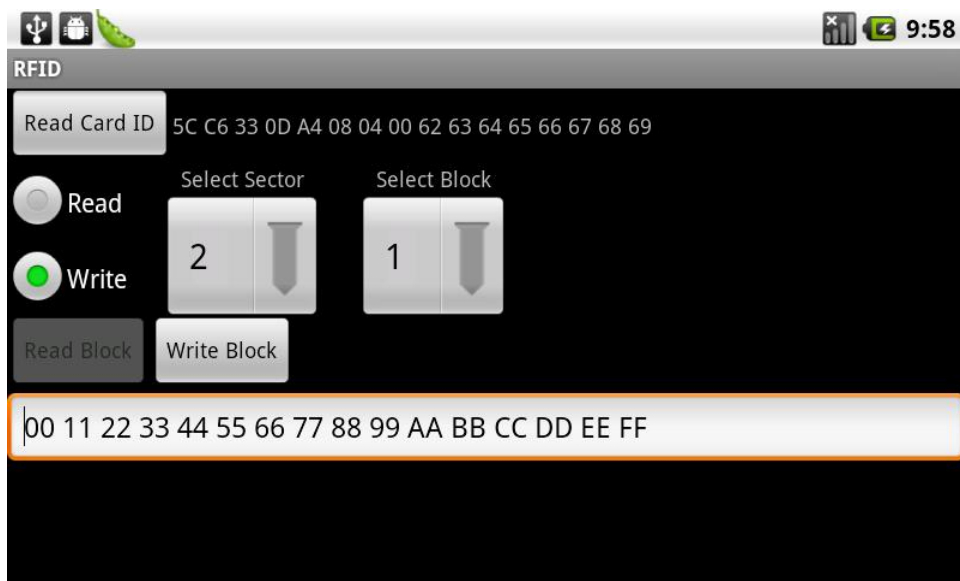 9:58
RFID
Read Card ID 5C C6 33 0D A4 08 04 00 62 63 64 65 66 67 68 69
Select Sector Select Block
Read
2 1
Write
Read Block Write Block
00 11 22 33 44 55 66 77 88 99 AA BB CC DD EE FF